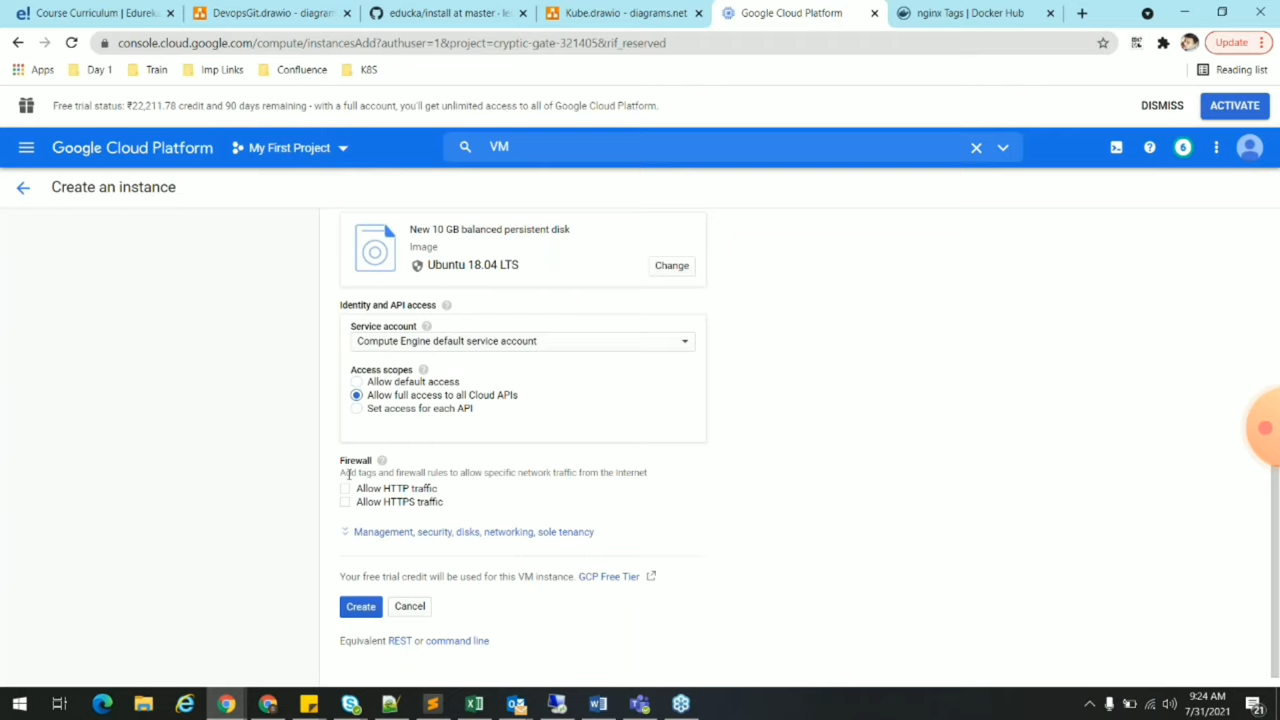 Course Curriculum | Edurek
DevopsGit.drawio - diagram
educka/install at master · le
Kube.drawio - diagrams.net
Google Cloud Platform
nginx Tags | Docker Hub
console.cloud.google.com/compute/instancesAdd?authuser=1&project=cryptic-gate-321405&rif_reserved
Update
Apps
Day 1
Train
Imp Links
Confluence
K8S
Reading list
Free trial status: ₹22,211.78 credit and 90 days remaining - with a full account, you'll get unlimited access to all of Google Cloud Platform.
DISMISS
ACTIVATE
Google Cloud Platform
My First Project
VM
6
Create an instance
New 10 GB balanced persistent disk
Image
Ubuntu 18.04 LTS
Change
Identity and API access
Service account
Compute Engine default service account
Access scopes
Allow default access
Allow full access to all Cloud APIs
Set access for each API
Firewall
Add tags and firewall rules to allow specific network traffic from the Internet
Allow HTTP traffic
Allow HTTPS traffic
Management, security, disks, networking, sole tenancy
Your free trial credit will be used for this VM instance. GCP Free Tier
Create
Cancel
Equivalent REST or command line
9:24 AM
7/31/2021
21